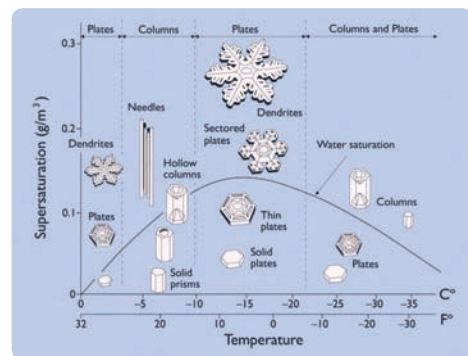 Plates Columns Plates Columns and Plates
0.3
Supersaturation (g/m³)
Dendrites
Needles
0.2
Sectored
plates
Dendrites
Water saturation
Hollow
columns
Columns
0.1
Plates
Thin
plates
Solid
plates
Plates
Solid
prisms
0
0 -5 -10 -15 -20 -25 -30 -35 C°
32 20 10 0 -10 -20 -30 F°
Temperature